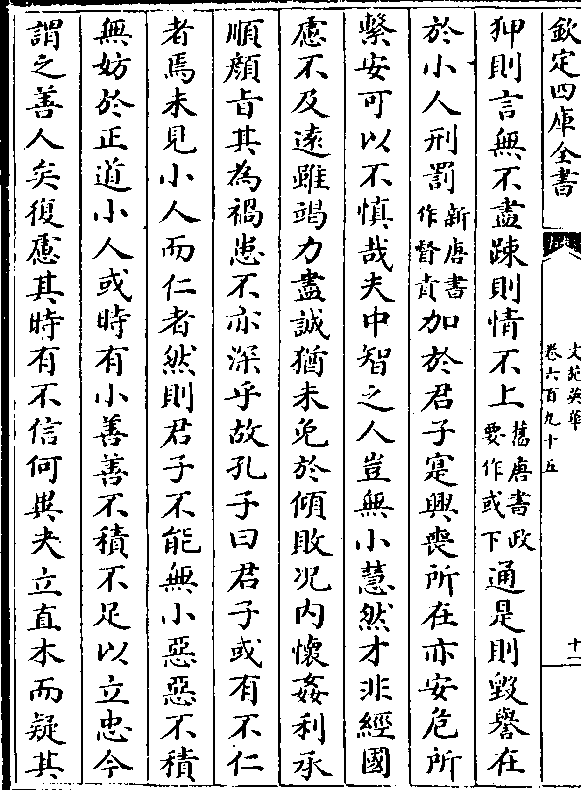 欽定四庫全書
文苑英華
卷六百九十五
十二
狎則言無不盡踈則情不上舊唐書政要作或下通是則毀譽在
於小人刑罰新唐書作督責加於君子寔興喪所在亦安危所
繫安可以不慎哉夫中智之人豈無小慧然才非經國
慮不及遠雖竭力盡誠猶未免於傾敗况内懷姦利承
順顔旨其為禍患不亦深乎故孔子曰君子或有不仁
者焉未見小人而仁者然則君子不能無小惡惡不積
無妨於正道小人或時有小善善不積不足以立忠今
謂之善人矣復慮其時有不信何異夫立直木而疑其